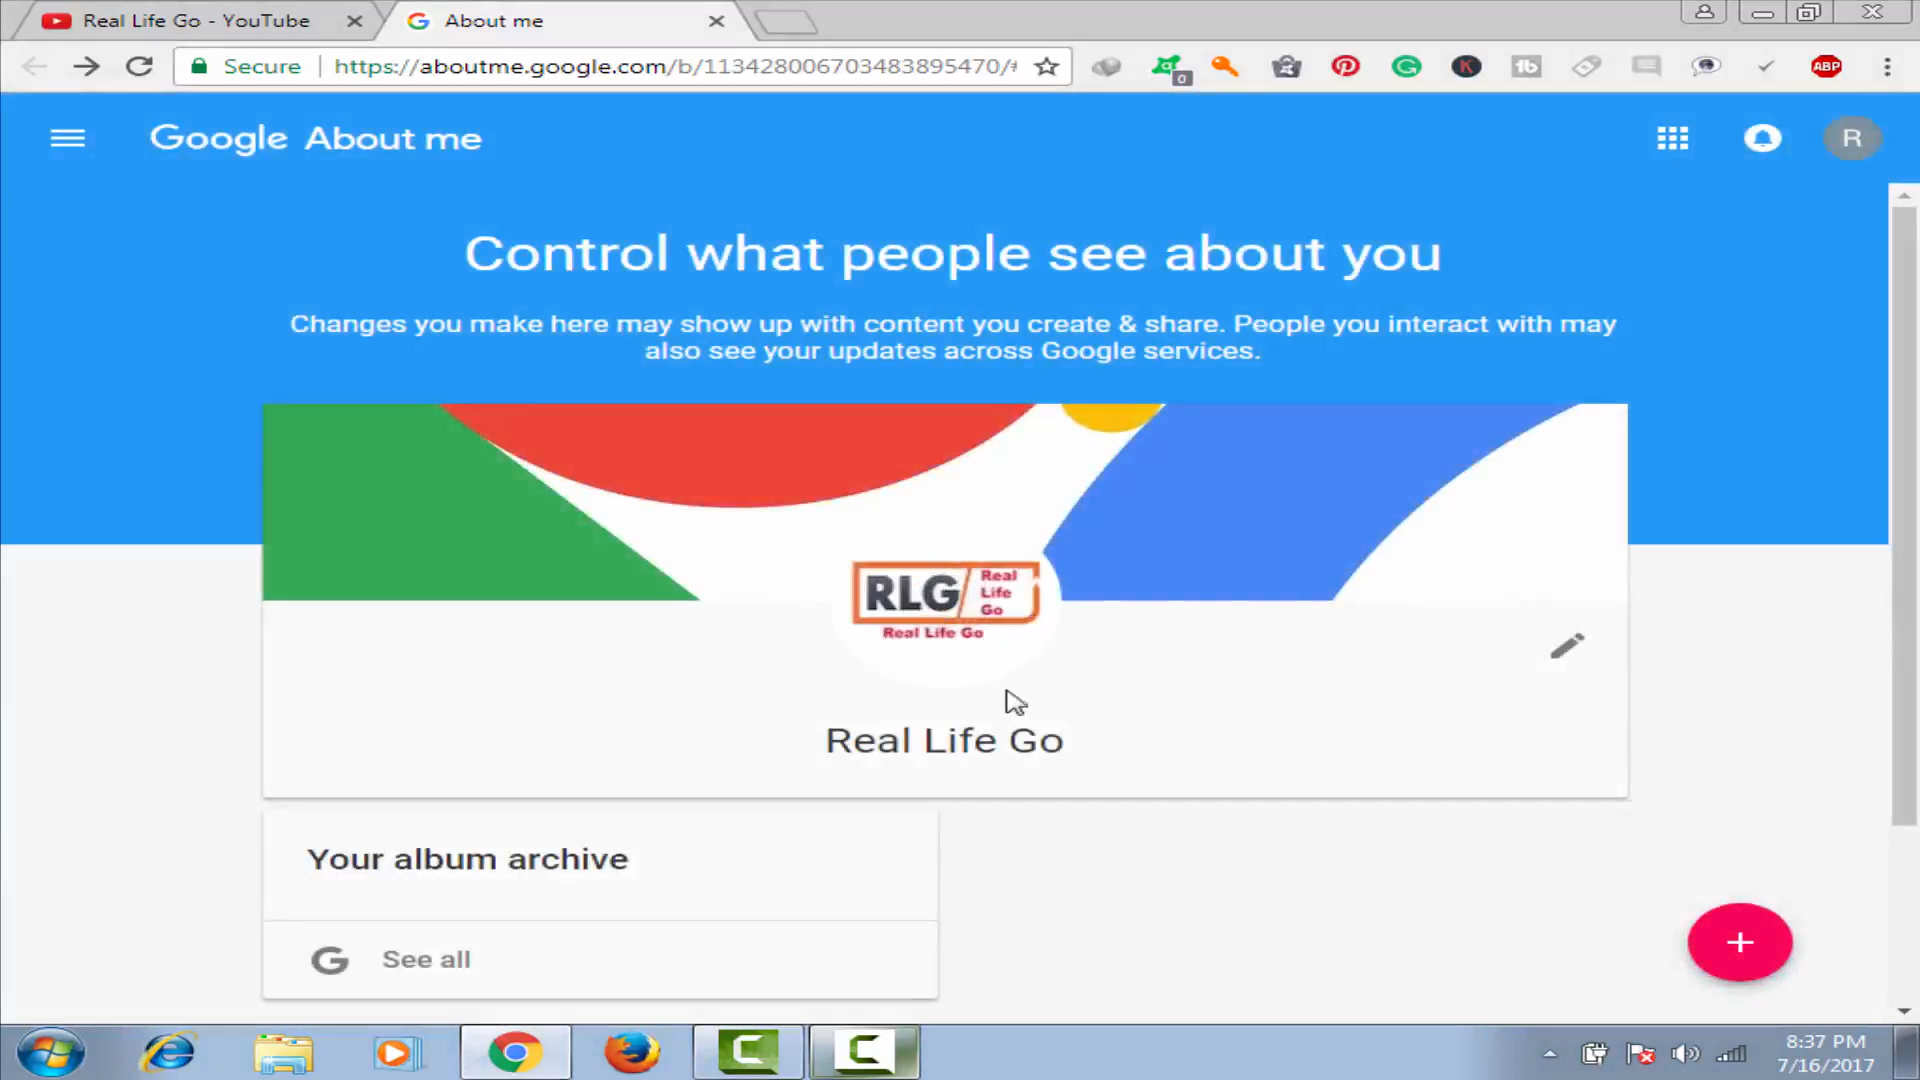 Real Life Go - YouTube
About me
Secure
https://aboutme.google.com/b/113428006703483895470/#
0
ABP
Google About me
R
Control what people see about you
Changes you make here may show up with content you create & share. People you interact with may
also see your updates across Google services.
RLG
Real
Life
Go
Real Life Go
Real Life Go
Your album archive
G See all
+
8:37 PM
7/16/2017